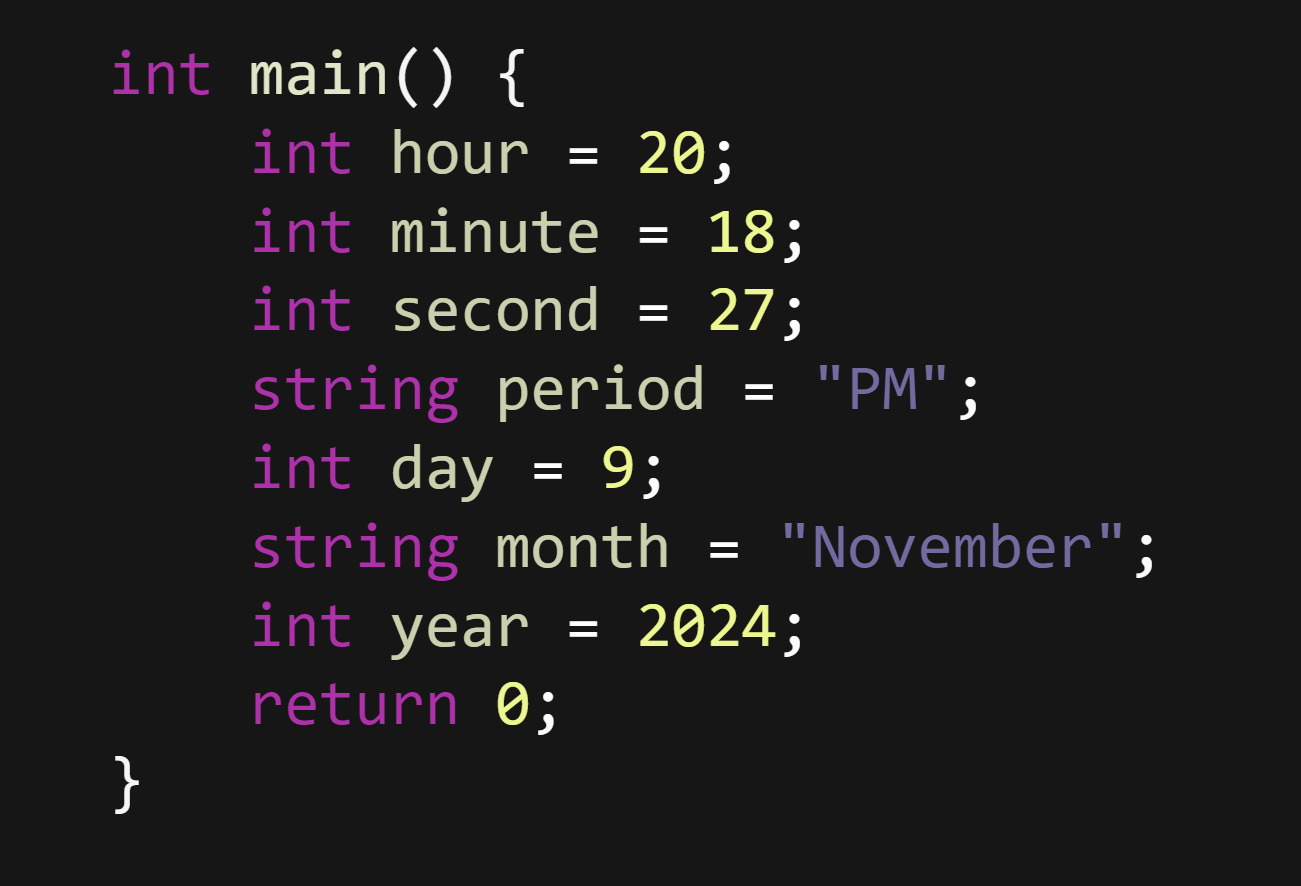 int main() {
int hour = 20;
int minute = 18;
int second = 27;
string period = "PM";
int day = 9;
string month = "November";
int year = 2024;
return 0;
}